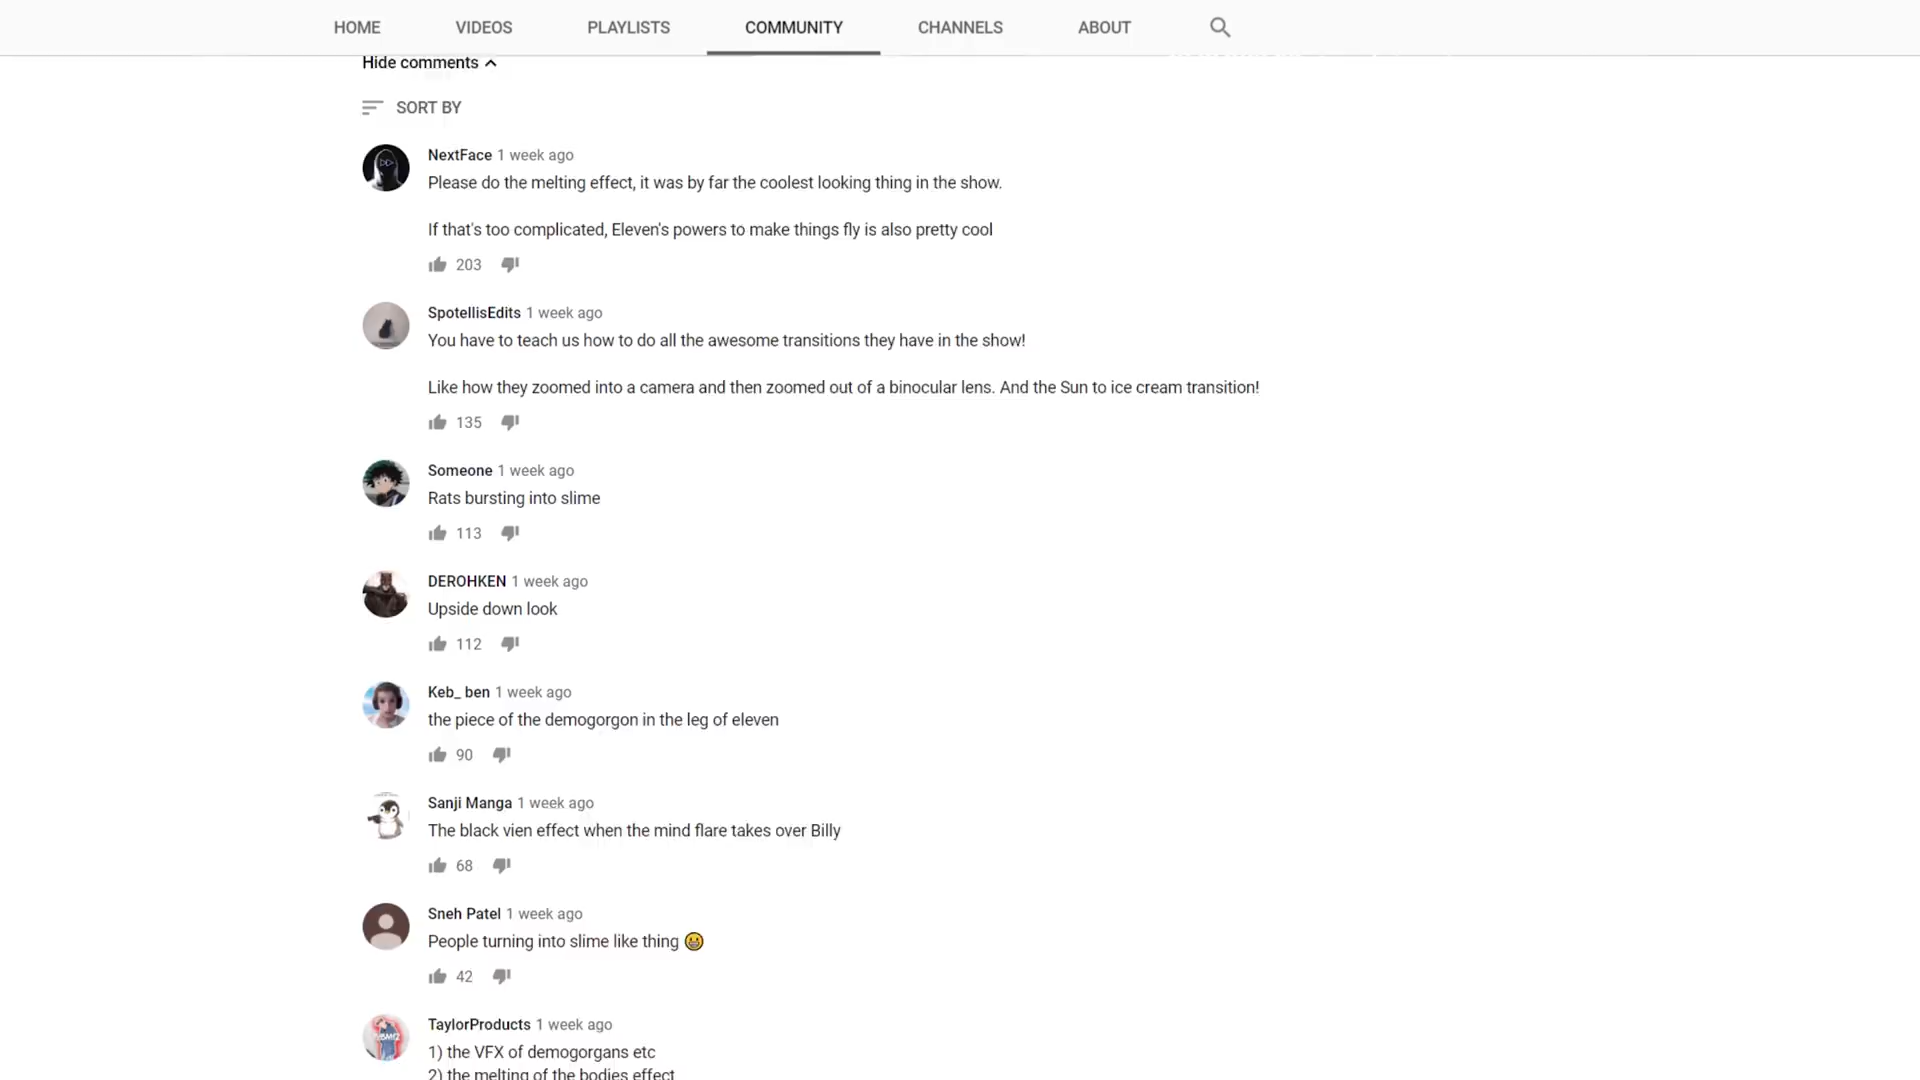 HOME VIDEOS PLAYLISTS COMMUNITY CHANNELS ABOUT
Hide comments
SORT BY
NextFace 1 week ago
Please do the melting effect, it was by far the coolest looking thing in the show.
If that's too complicated, Eleven's powers to make things fly is also pretty cool
203
SpotellisEdits 1 week ago
You have to teach us how to do all the awesome transitions they have in the show!
Like how they zoomed into a camera and then zoomed out of a binocular lens. And the Sun to ice cream transition!
135
Someone 1 week ago
Rats bursting into slime
113
DEROHKEN 1 week ago
Upside down look
112
Keb_ ben 1 week ago
the piece of the demogorgon in the leg of eleven
90
Sanji Manga 1 week ago
The black vien effect when the mind flare takes over Billy
68
Sneh Patel 1 week ago
People turning into slime like thing 😀
42
TaylorProducts 1 week ago
1) the VFX of demogorgans etc
2) the melting of the bodies effect